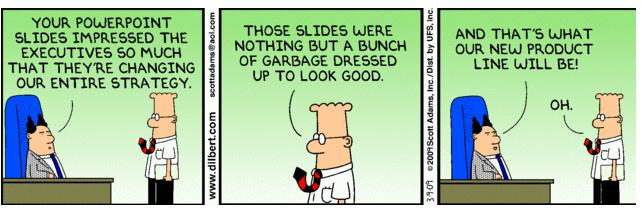 YOUR POWERPOINT
SLIDES IMPRESSED THE
EXECUTIVES SO MUCH
THAT THEY'RE CHANGING
OUR ENTIRE STRATEGY.
www.dilbert.com
scottadams@aol.com
THOSE SLIDES WERE
NOTHING BUT A BUNCH
OF GARBAGE DRESSED
UP TO LOOK GOOD.
3-9-09
©2009 Scott Adams, Inc./Dist. by UFS, Inc.
AND THAT'S WHAT
OUR NEW PRODUCT
LINE WILL BE!
OH.